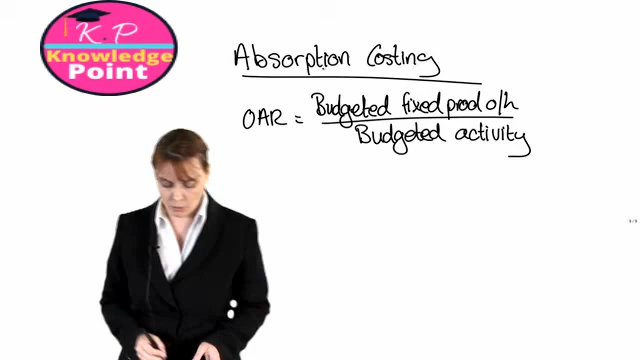 K.P
Knowledge
Point
Absorption Costing
OAR = Budgeted fixed prod o/h
Budgeted activity